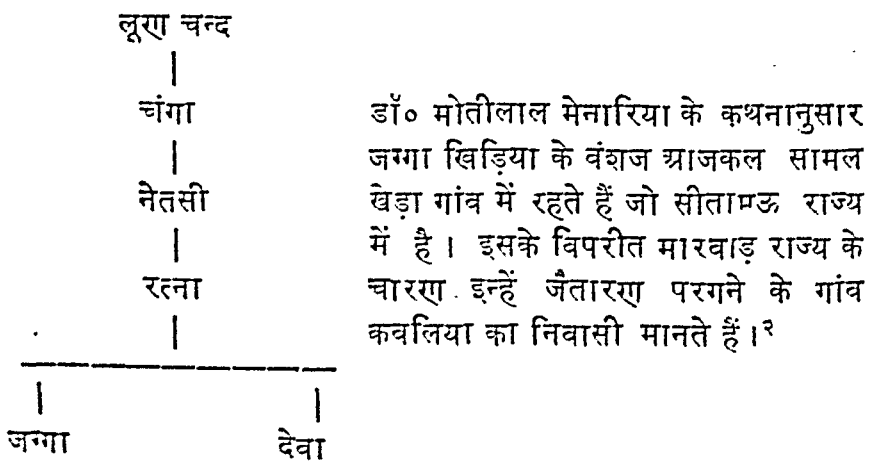 लूण चन्द
चंगा
नेतसी
रत्ना
जग्गा देवा
डॉ० मोतीलाल मेनारिया के कथनानुसार
जग्गा खिड़िया के वंशज आजकल सामल
खेड़ा गांव में रहते हैं जो सीतामऊ राज्य
में है। इसके विपरीत मारवाड़ राज्य के
चारण इन्हें जैतारण परगने के गांव
कवलिया का निवासी मानते हैं।२